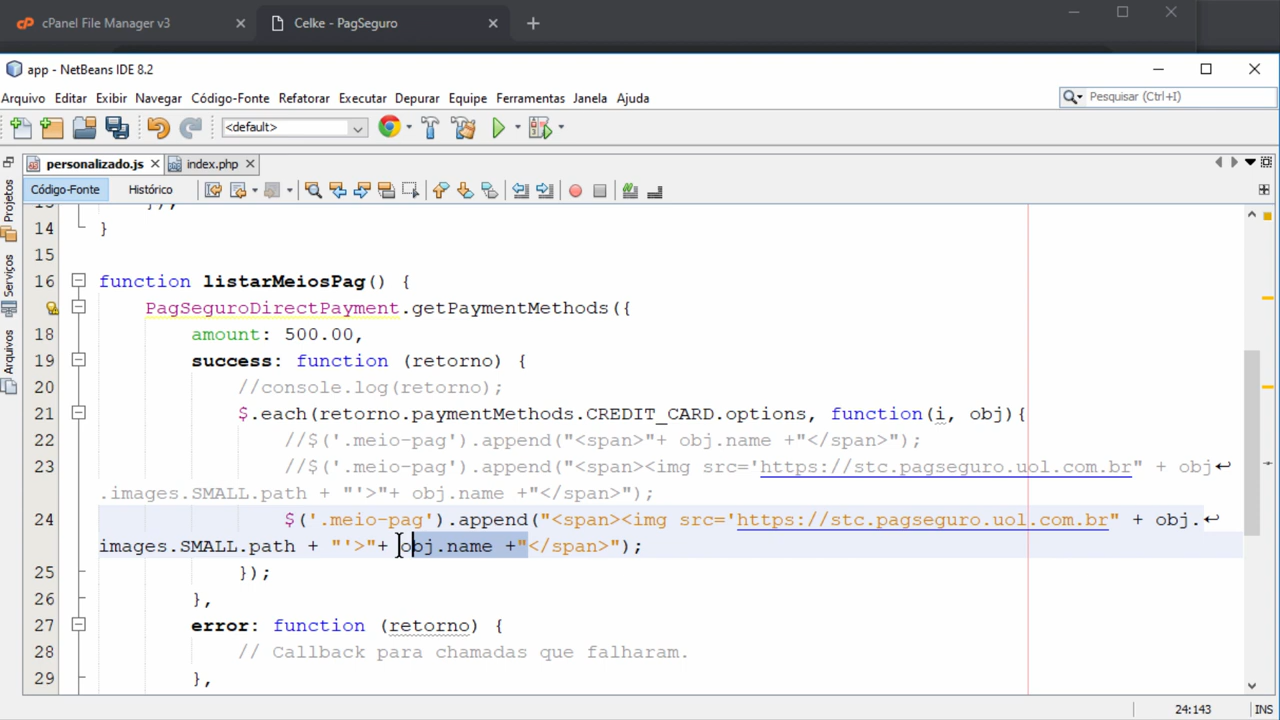 cPanel File Manager v3
Celke - PagSeguro
app - NetBeans IDE 8.2
Arquivo Editar Exibir Navegar Código-Fonte Refatorar Executar Depurar Equipe Ferramentas Janela Ajuda
Pesquisar (Ctrl+I)
<default>
personalizado.js
index.php
Código-Fonte
Histórico
Projetos
Serviços
Arquivos
});
14 }
15
16 function listarMeiosPag() {
PagSeguroDirectPayment.getPaymentMethods({
18 amount: 500.00,
19 success: function (retorno) {
20 //console.log(retorno);
21 $.each(retorno.paymentMethods.CREDIT_CARD.options, function(i, obj){
22 //$('.meio-pag').append("<span>"+ obj.name +"</span>");
23 //$('.meio-pag').append("<span><img src='https://stc.pagseguro.uol.com.br" + obj
.images.SMALL.path + "'>"+ obj.name +"</span>");
24 $('.meio-pag').append("<span><img src='https://stc.pagseguro.uol.com.br" + obj.
images.SMALL.path + "'>"+ obj.name +"</span>");
25 });
26 },
27 error: function (retorno) {
28 // Callback para chamadas que falharam.
29 },
24:143
INS